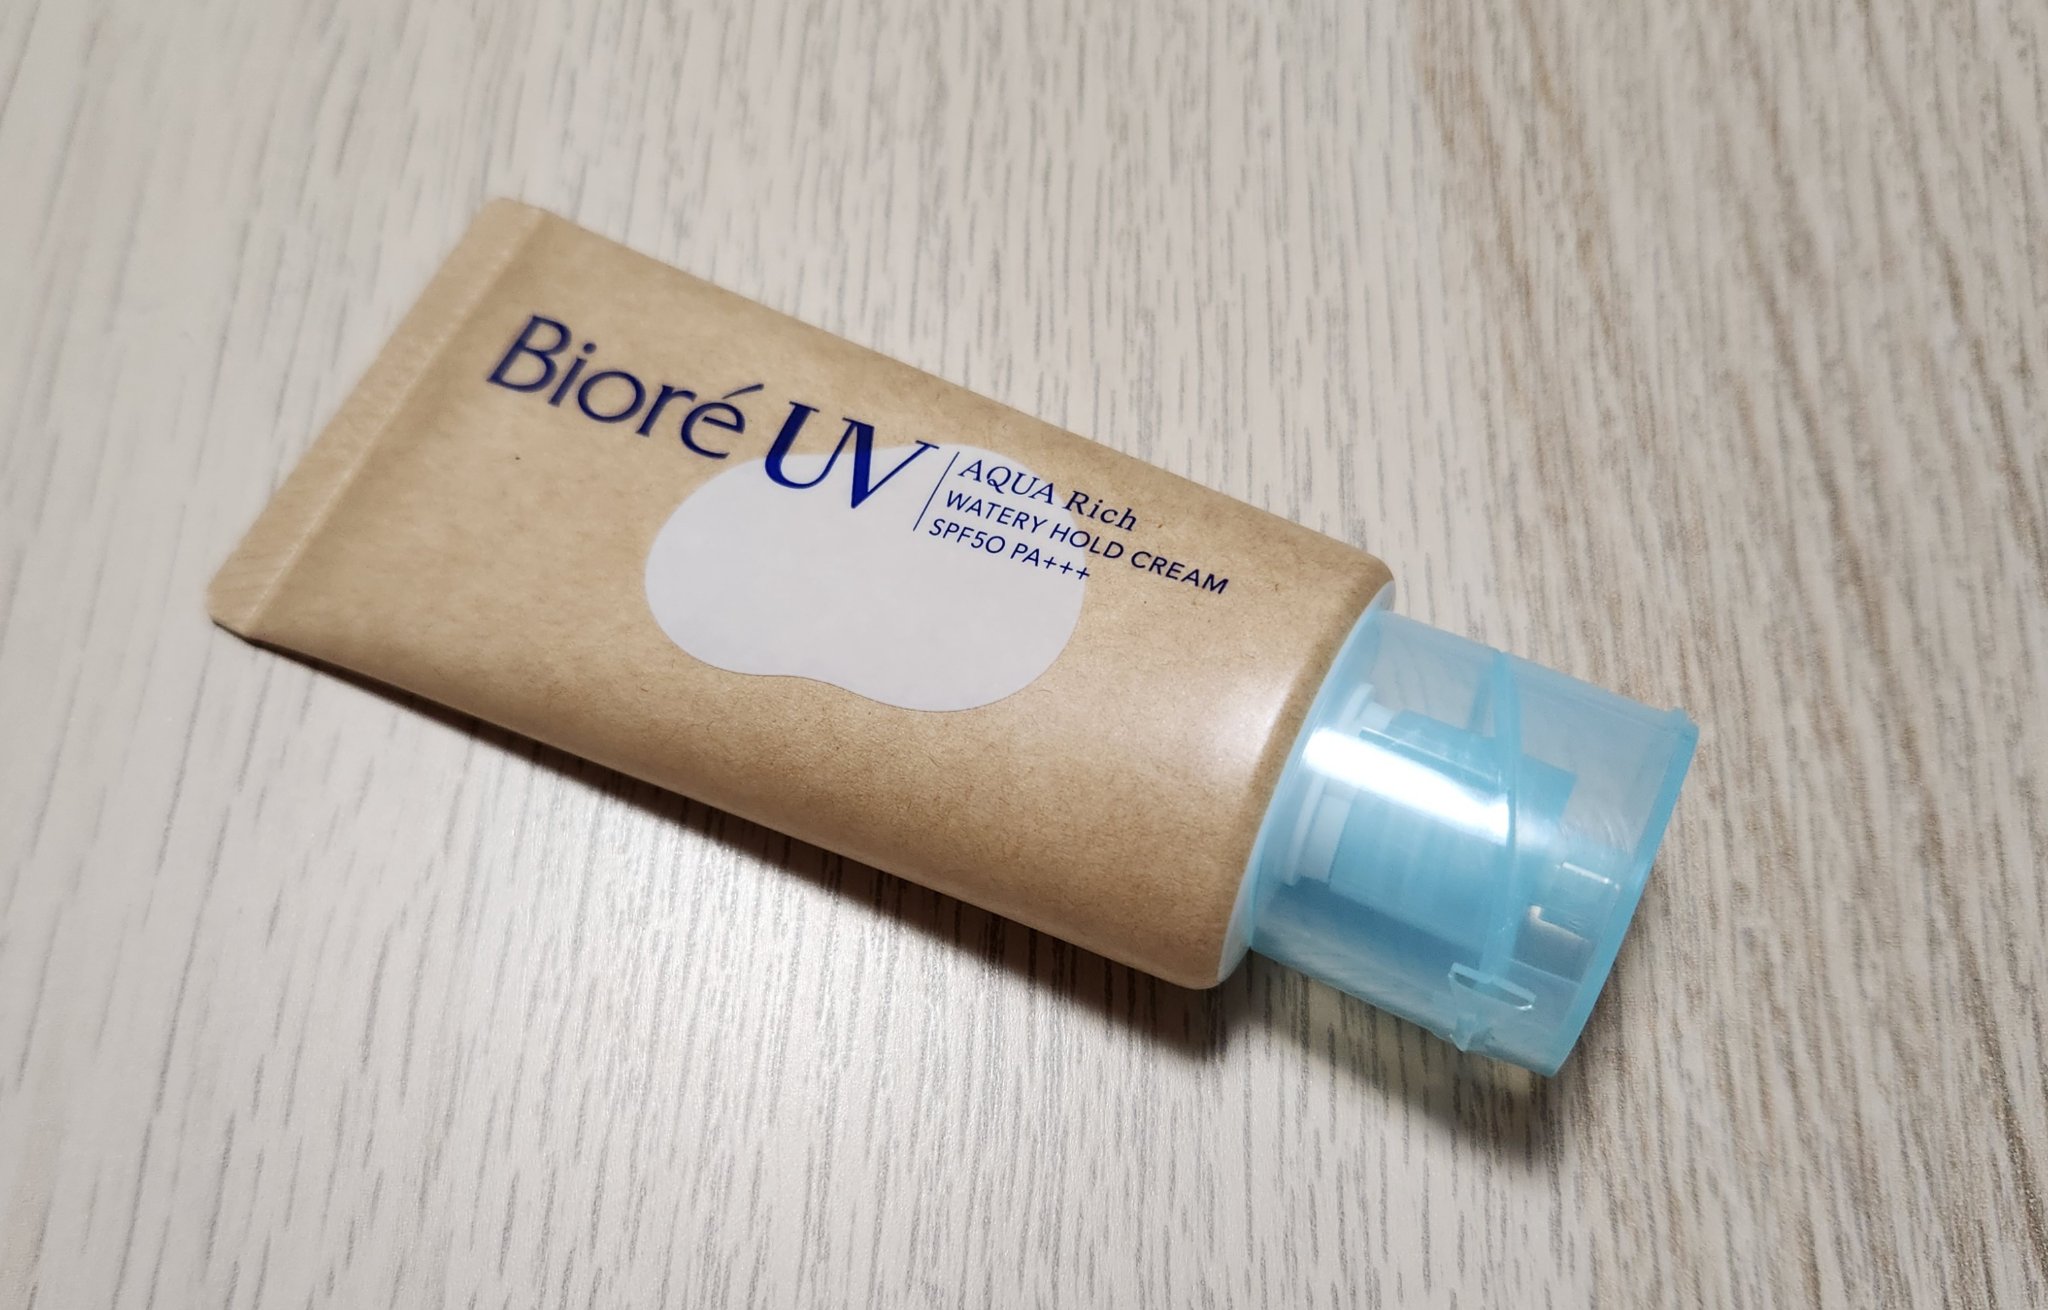 Bioré UV
AQUA Rich
WATERY HOLD CREAM
SPF50 PA+++